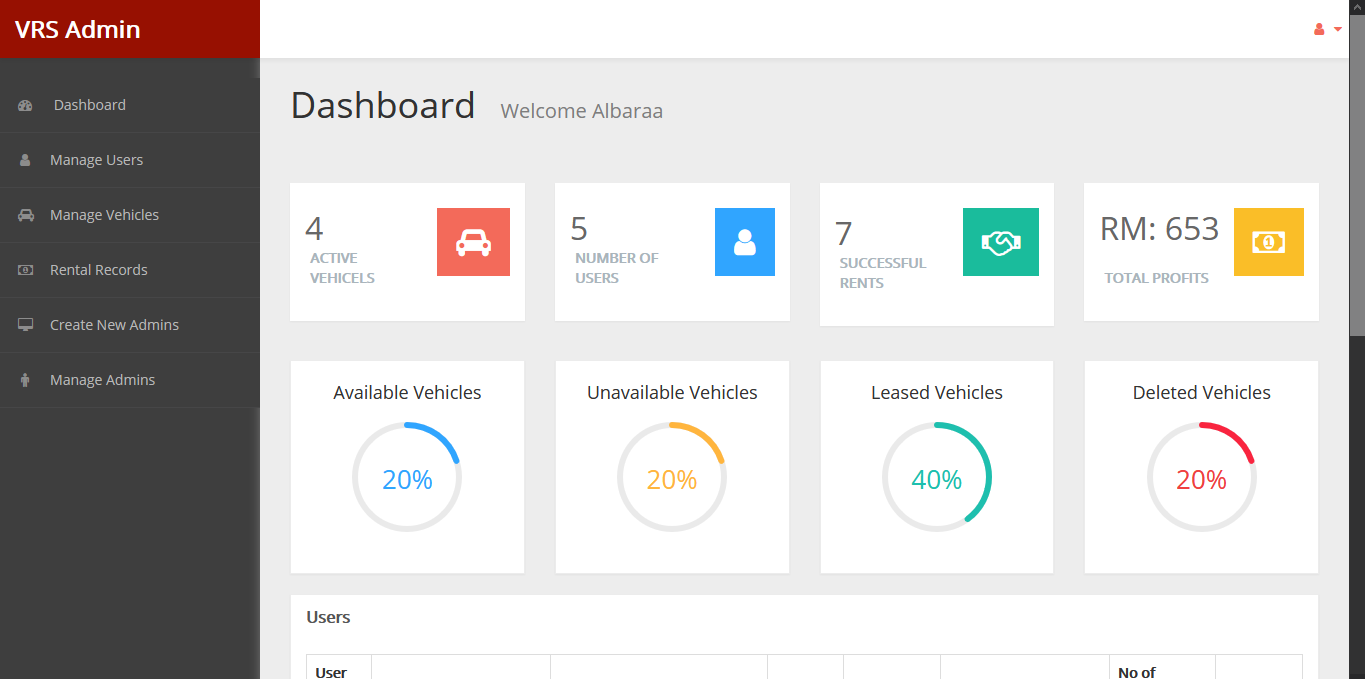 VRS Admin
Dashboard
Manage Users
Manage Vehicles
Rental Records
Create New Admins
Manage Admins
Dashboard Welcome Albaraa
4
ACTIVE
VEHICELS
5
NUMBER OF
USERS
7
SUCCESSFUL
RENTS
RM: 653
TOTAL PROFITS
Available Vehicles
20%
Unavailable Vehicles
20%
Leased Vehicles
40%
Deleted Vehicles
20%
Users
User
No of